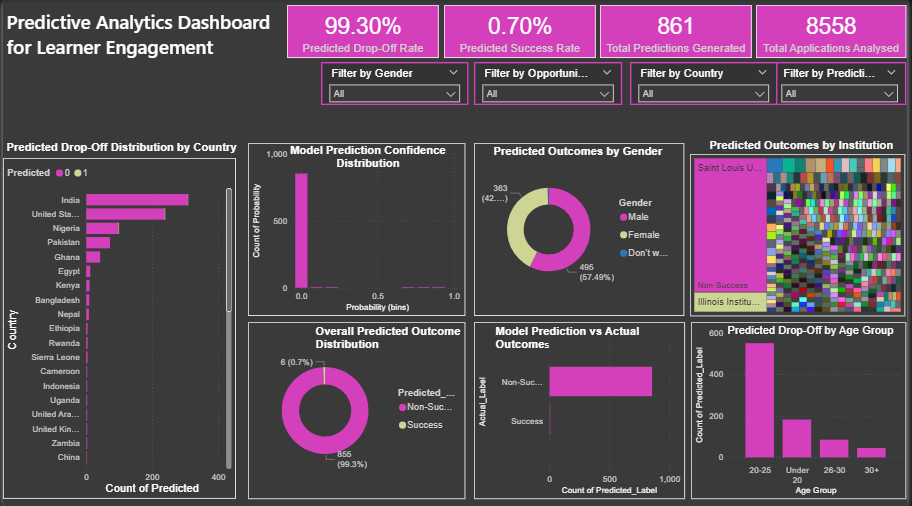 Predictive Analytics Dashboard
for Learner Engagement
99.30%
Predicted Drop-Off Rate
0.70%
Predicted Success Rate
861
Total Predictions Generated
8558
Total Applications Analysed
Filter by Gender
All
Filter by Opportuni...
All
Filter by Country
All
Filter by Predicti...
All
Predicted Drop-Off Distribution by Country
Predicted
0
1
Country
India
United Sta...
Nigeria
Pakistan
Ghana
Egypt
Kenya
Bangladesh
Nepal
Ethiopia
Rwanda
Sierra Leone
Cameroon
Indonesia
Uganda
United Ara...
United Kin...
Zambia
China
0
200
400
Count of Predicted
Model Prediction Confidence
Distribution
Count of Probability
1,000
500
0
0.0
0.5
1.0
Probability (bins)
Predicted Outcomes by Gender
363
(42....)
495
(57.49%)
Gender
Male
Female
Don't w...
Predicted Outcomes by Institution
Saint Louis U...
Non-Success
Illinois Institu...
Overall Predicted Outcome
Distribution
6 (0.7%)
855
(99.3%)
Predicted_...
Non-Suc...
Success
Model Prediction vs Actual
Outcomes
Actual_Label
Non-Suc...
Success
0
500
1,000
Count of Predicted_Label
Predicted Drop-Off by Age Group
Count of Predicted_Label
600
400
200
0
20-25
Under
20
26-30
30+
Age Group